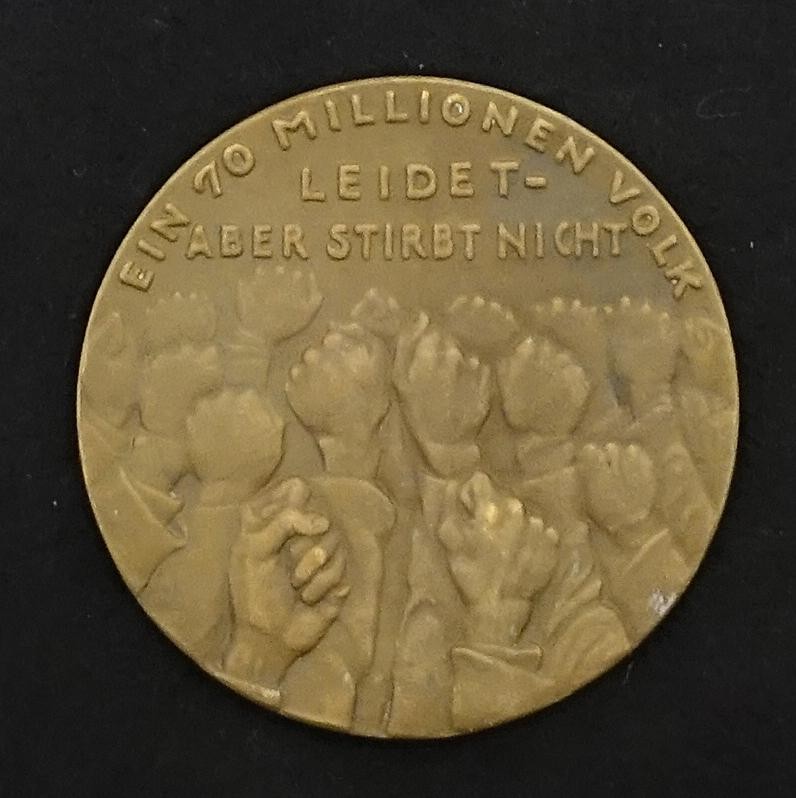 EIN 70 MILLIONEN VOLK
LEIDET-
ABER STIRBT NICHT